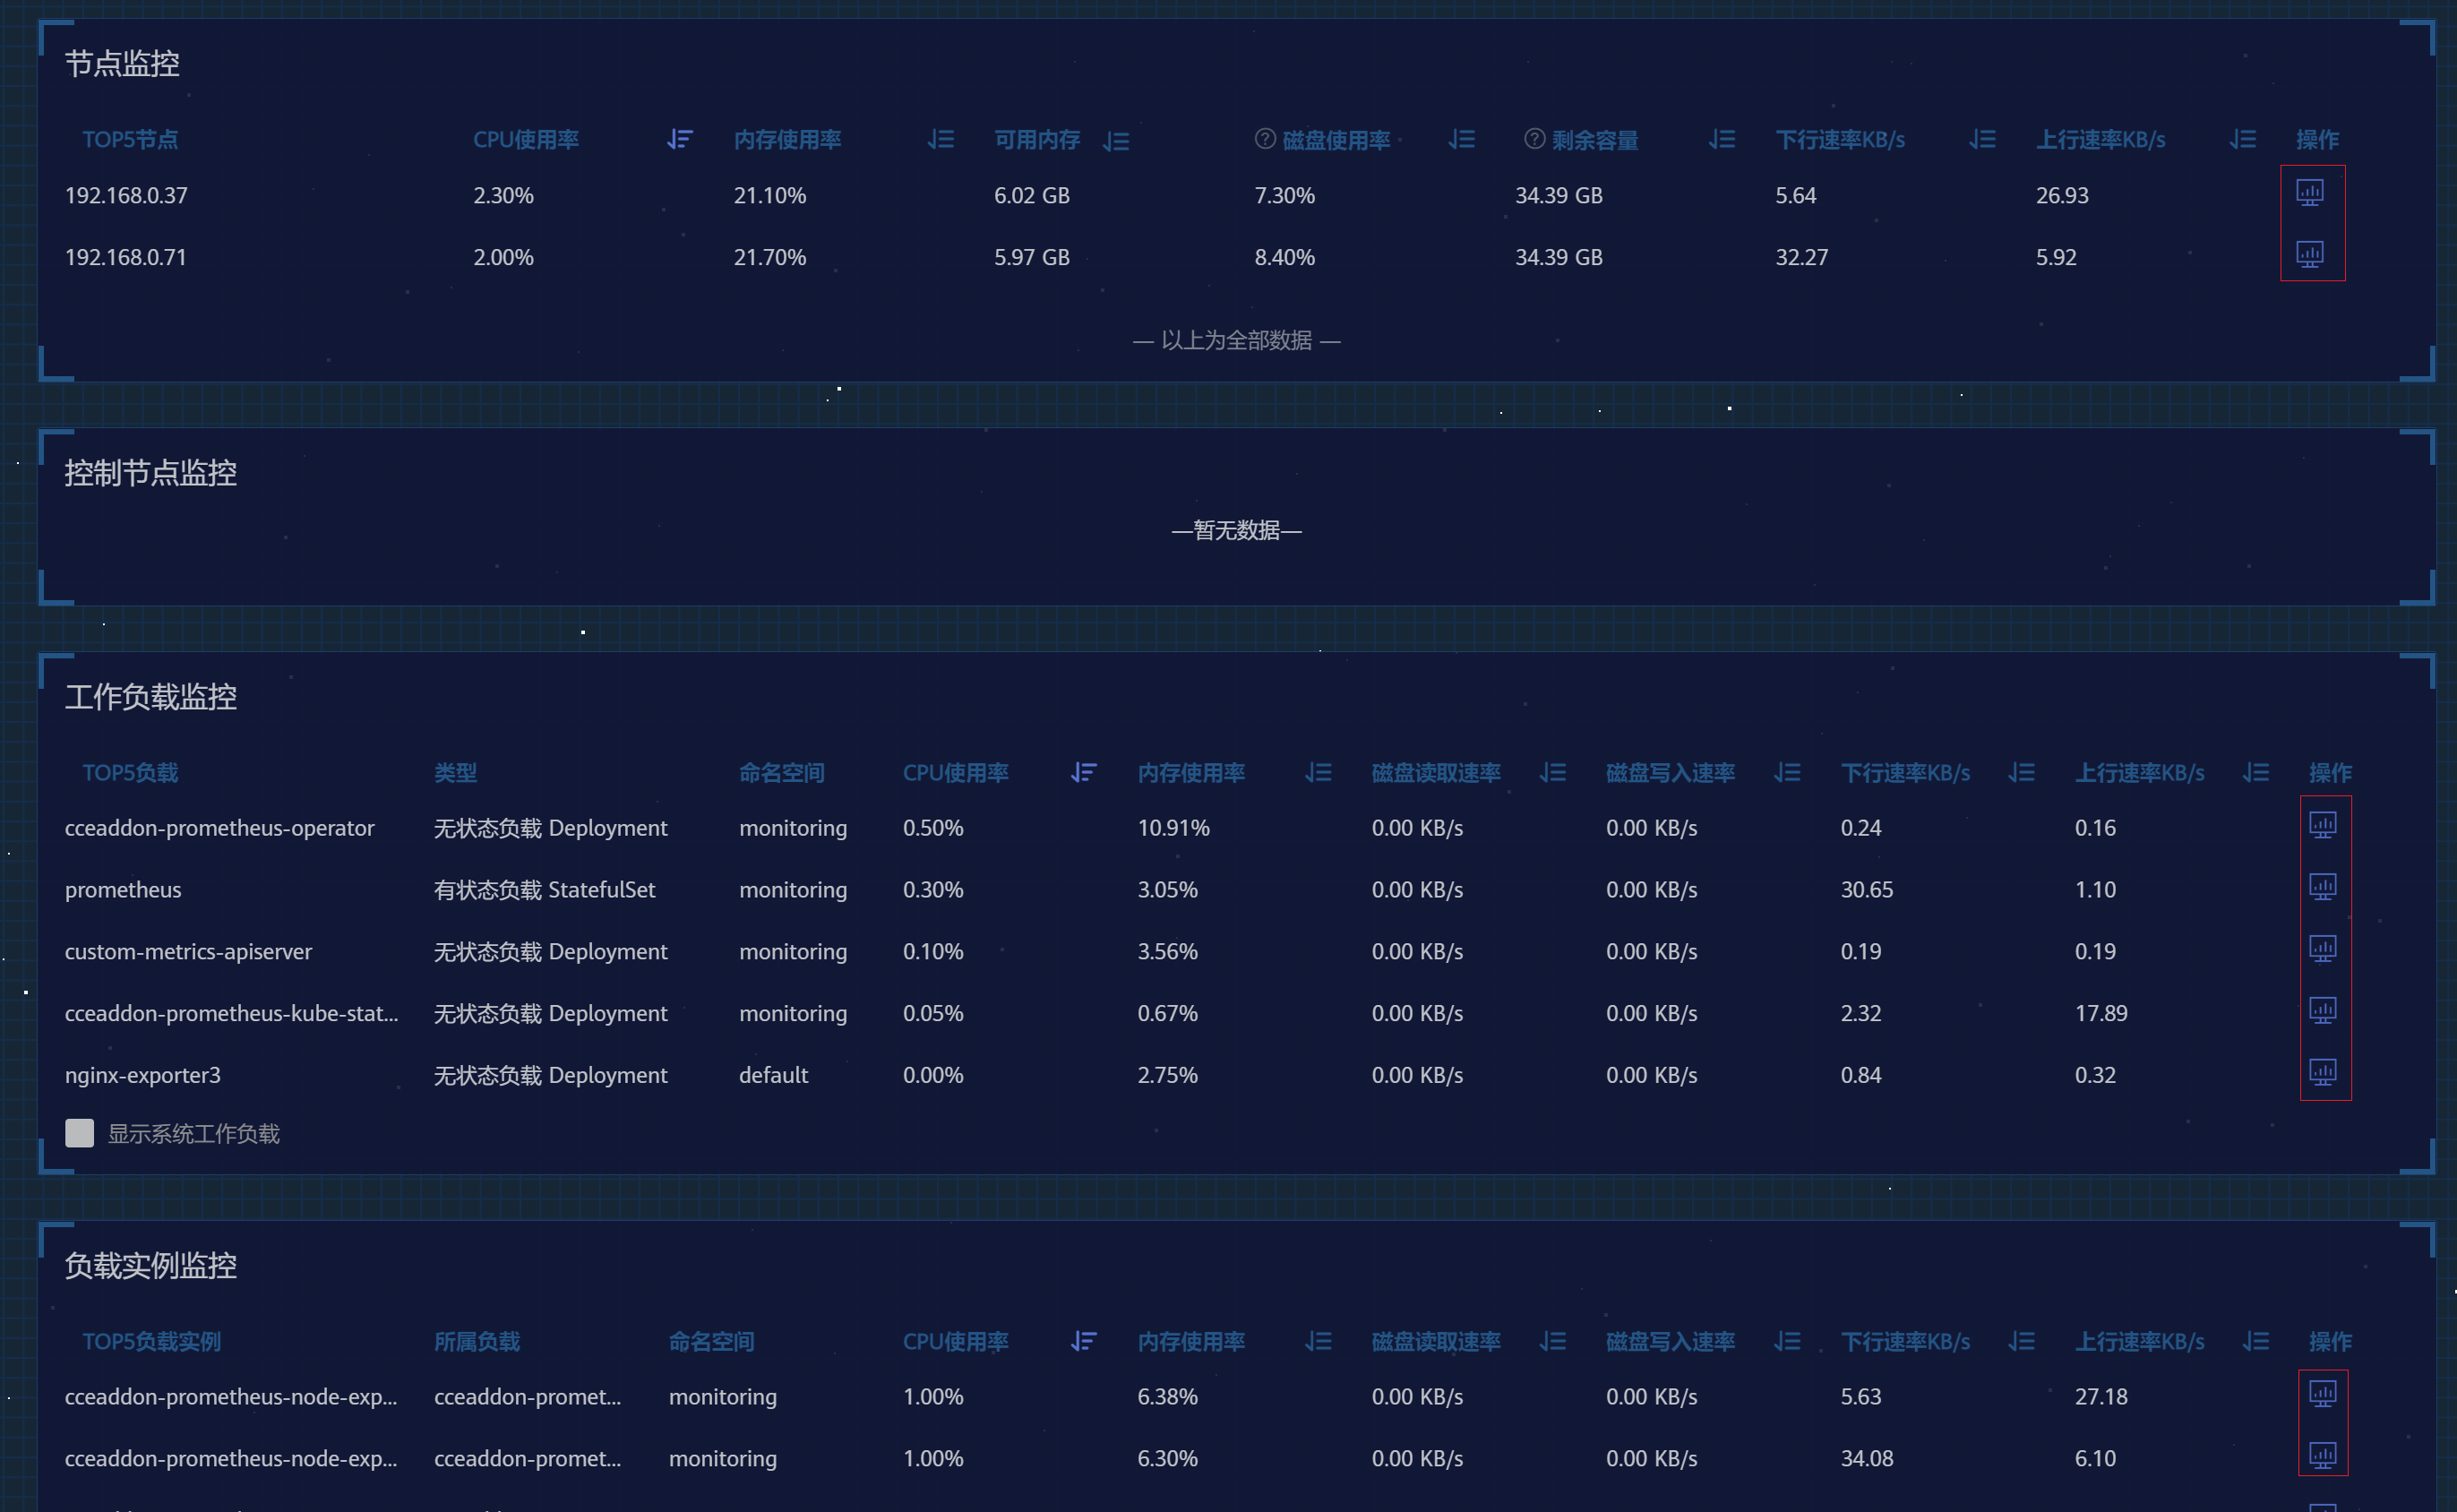 节点监控
TOP5节点 CPU使用率 内存使用率 可用内存 ? 磁盘使用率 ? 剩余容量 下行速率KB/s 上行速率KB/s 操作
192.168.0.37 2.30% 21.10% 6.02 GB 7.30% 34.39 GB 5.64 26.93
192.168.0.71 2.00% 21.70% 5.97 GB 8.40% 34.39 GB 32.27 5.92
— 以上为全部数据 —
控制节点监控
—暂无数据—
工作负载监控
TOP5负载 类型 命名空间 CPU使用率 内存使用率 磁盘读取速率 磁盘写入速率 下行速率KB/s 上行速率KB/s 操作
cceaddon-prometheus-operator 无状态负载 Deployment monitoring 0.50% 10.91% 0.00 KB/s 0.00 KB/s 0.24 0.16
prometheus 有状态负载 StatefulSet monitoring 0.30% 3.05% 0.00 KB/s 0.00 KB/s 30.65 1.10
custom-metrics-apiserver 无状态负载 Deployment monitoring 0.10% 3.56% 0.00 KB/s 0.00 KB/s 0.19 0.19
cceaddon-prometheus-kube-stat... 无状态负载 Deployment monitoring 0.05% 0.67% 0.00 KB/s 0.00 KB/s 2.32 17.89
nginx-exporter3 无状态负载 Deployment default 0.00% 2.75% 0.00 KB/s 0.00 KB/s 0.84 0.32
显示系统工作负载
负载实例监控
TOP5负载实例 所属负载 命名空间 CPU使用率 内存使用率 磁盘读取速率 磁盘写入速率 下行速率KB/s 上行速率KB/s 操作
cceaddon-prometheus-node-exp... cceaddon-promet... monitoring 1.00% 6.38% 0.00 KB/s 0.00 KB/s 5.63 27.18
cceaddon-prometheus-node-exp... cceaddon-promet... monitoring 1.00% 6.30% 0.00 KB/s 0.00 KB/s 34.08 6.10